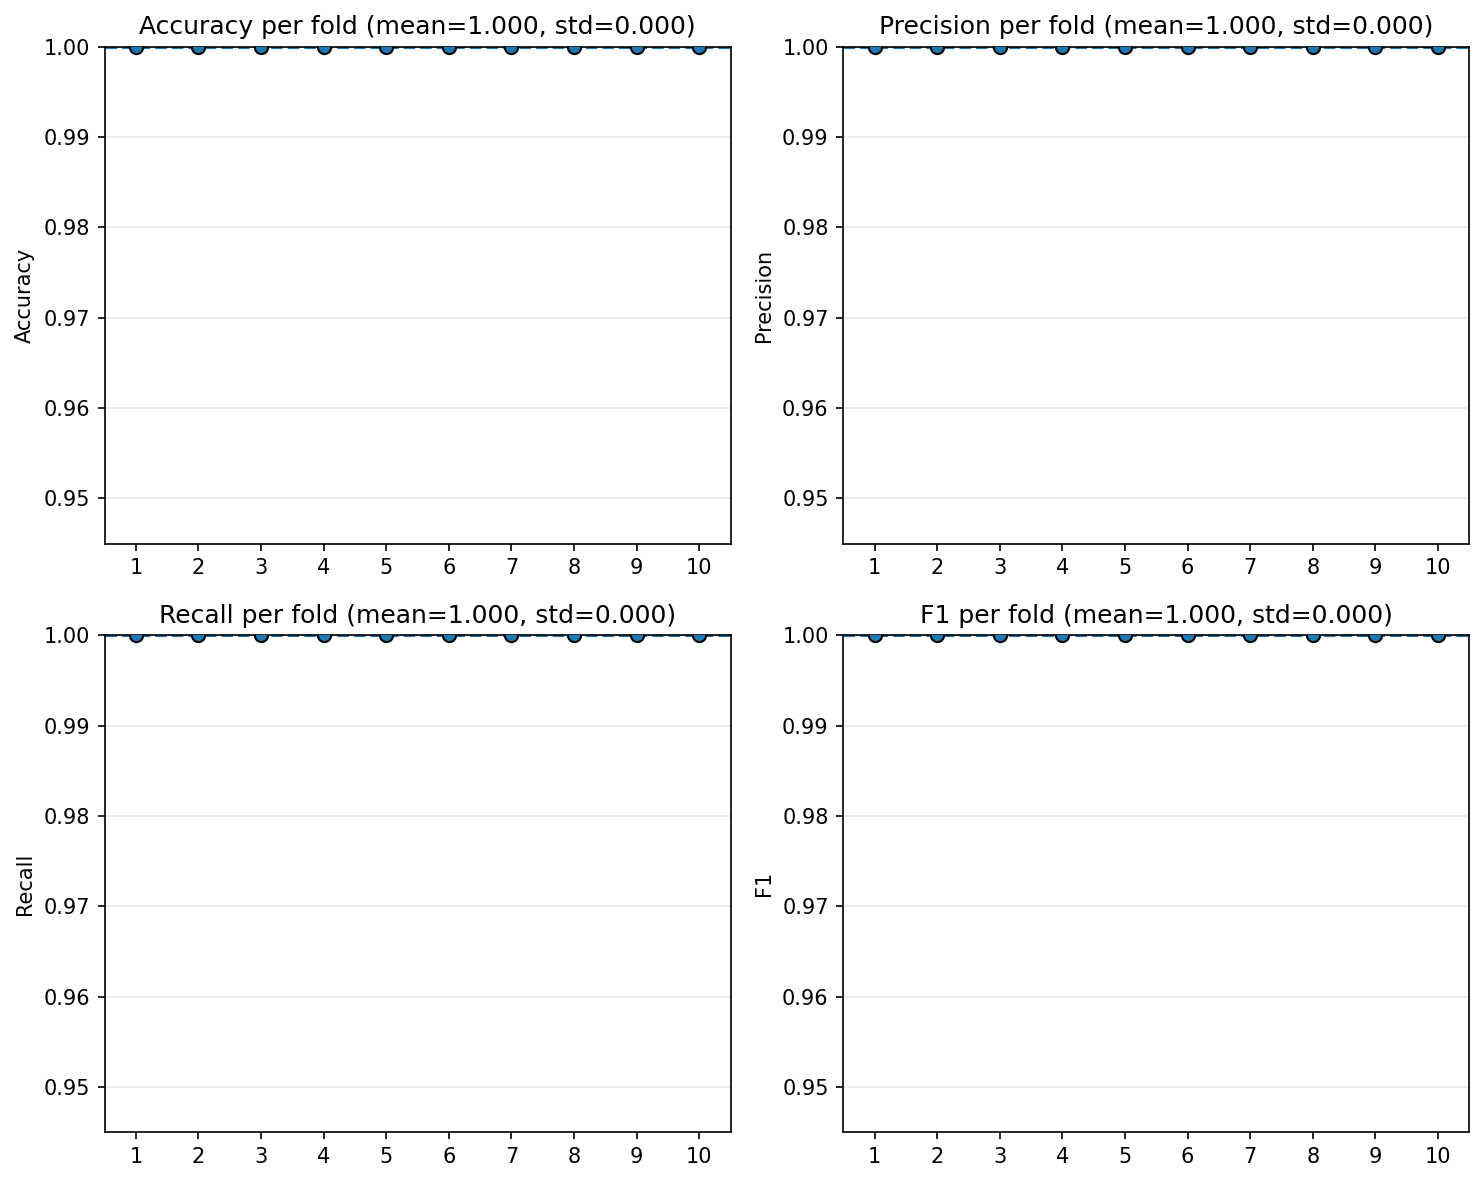 Accuracy per fold (mean=1.000, std=0.000)
1.00
0.99
0.98
0.97
0.96
0.95
Accuracy
1 2 3 4 5 6 7 8 9 10
Precision per fold (mean=1.000, std=0.000)
1.00
0.99
0.98
0.97
0.96
0.95
Precision
1 2 3 4 5 6 7 8 9 10
Recall per fold (mean=1.000, std=0.000)
1.00
0.99
0.98
0.97
0.96
0.95
Recall
1 2 3 4 5 6 7 8 9 10
F1 per fold (mean=1.000, std=0.000)
1.00
0.99
0.98
0.97
0.96
0.95
F1
1 2 3 4 5 6 7 8 9 10